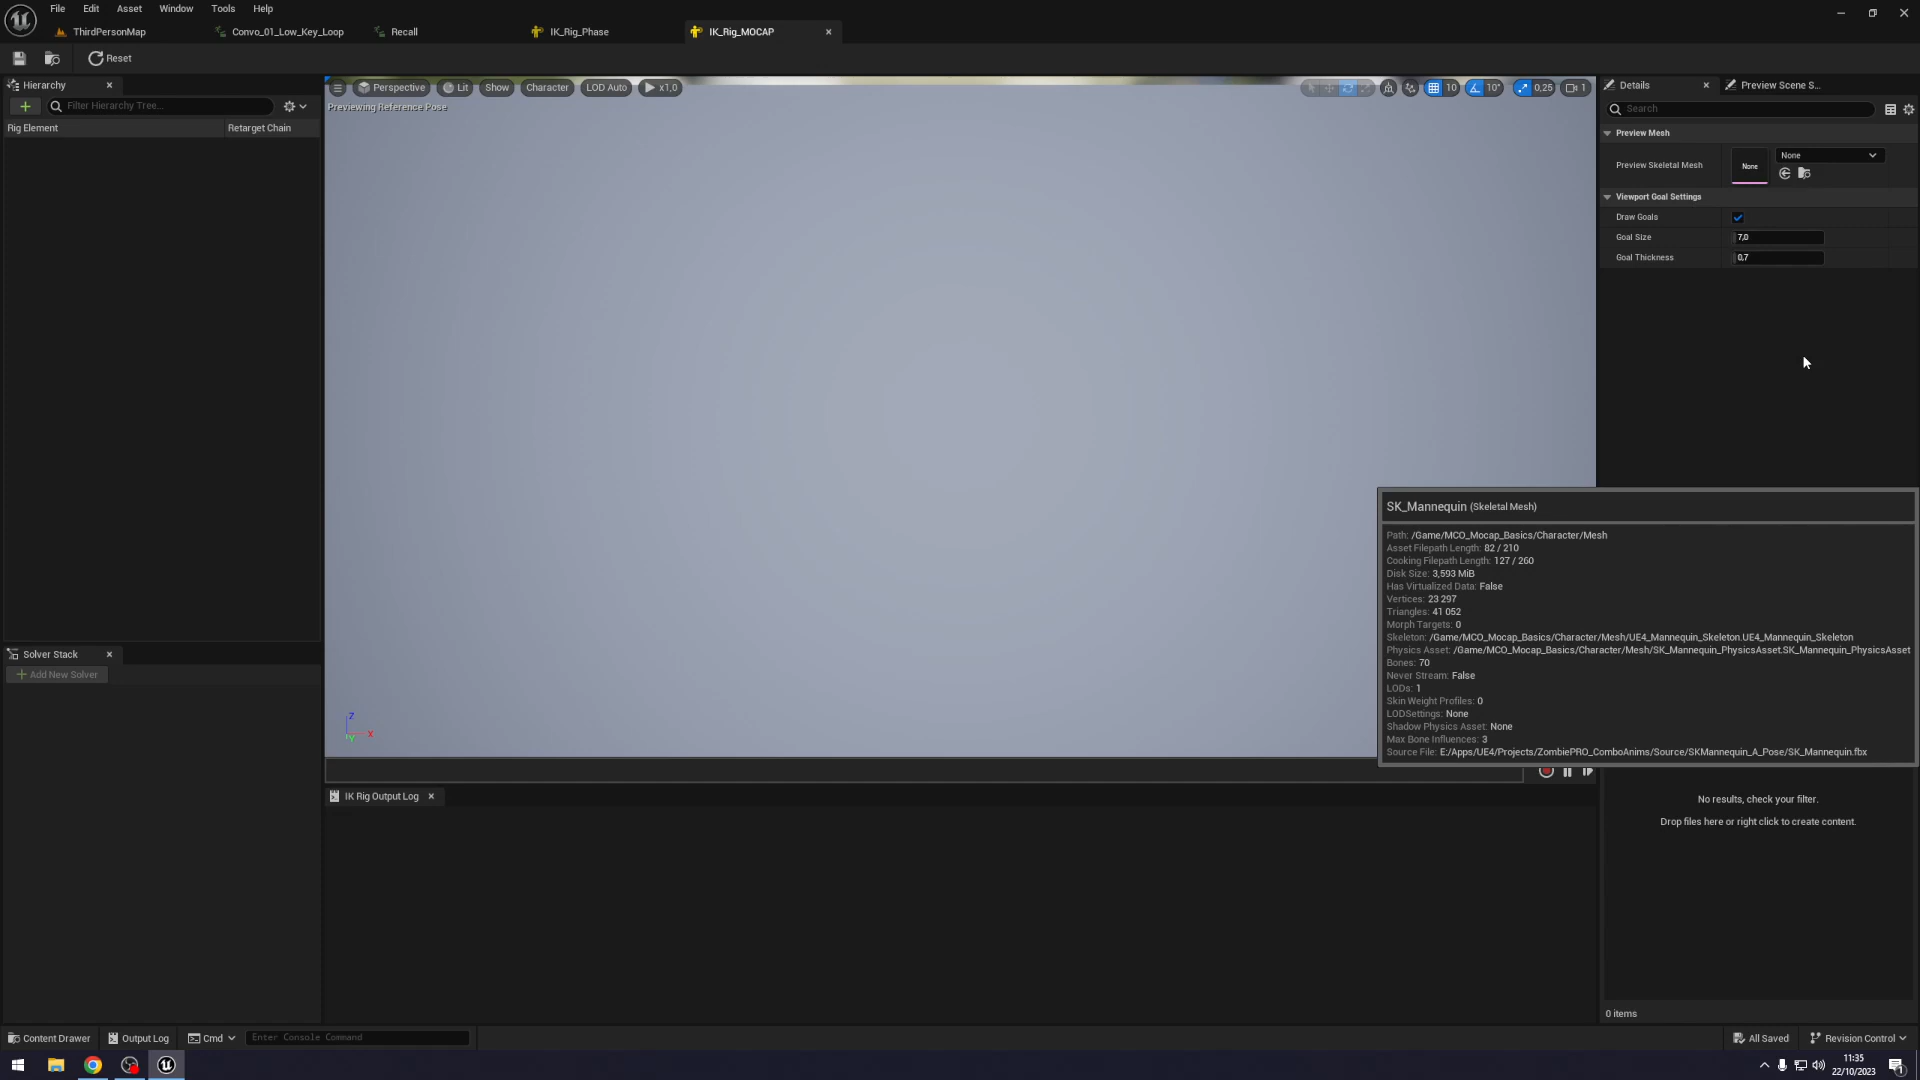 File Edit Asset Window Tools Help
ThirdPersonMap Convo_01_Low_Key_Loop Recall IK_Rig_Phase IK_Rig_MOCAP
Reset
Hierarchy
Filter Hierarchy Tree...
Rig Element Retarget Chain
Perspective Lit Show Character LOD Auto x1,0 10 10° 0,25 1
Previewing Reference Pose
Details Preview Scene S...
Search
Preview Mesh
Preview Skeletal Mesh None None
Viewport Goal Settings
Draw Goals
Goal Size 7,0
Goal Thickness 0,7
SK_Mannequin (Skeletal Mesh)
Path: /Game/MCO_Mocap_Basics/Character/Mesh
Asset Filepath Length: 82 / 210
Cooking Filepath Length: 127 / 260
Disk Size: 3,593 MiB
Has Virtualized Data: False
Vertices: 23 297
Triangles: 41 052
Morph Targets: 0
Skeleton: /Game/MCO_Mocap_Basics/Character/Mesh/UE4_Mannequin_Skeleton.UE4_Mannequin_Skeleton
Physics Asset: /Game/MCO_Mocap_Basics/Character/Mesh/SK_Mannequin_PhysicsAsset.SK_Mannequin_PhysicsAsset
Bones: 70
Never Stream: False
LODs: 1
Skin Weight Profiles: 0
LODSettings: None
Shadow Physics Asset: None
Max Bone Influences: 3
Source File: E:/Apps/UE4/Projects/ZombiePRO_ComboAnims/Source/SKMannequin_A_Pose/SK_Mannequin.fbx
Solver Stack
Add New Solver
Z
Y X
IK Rig Output Log
No results, check your filter.
Drop files here or right click to create content.
0 items
Content Drawer Output Log Cmd Enter Console Command All Saved Revision Control
11:35
22/10/2023
1